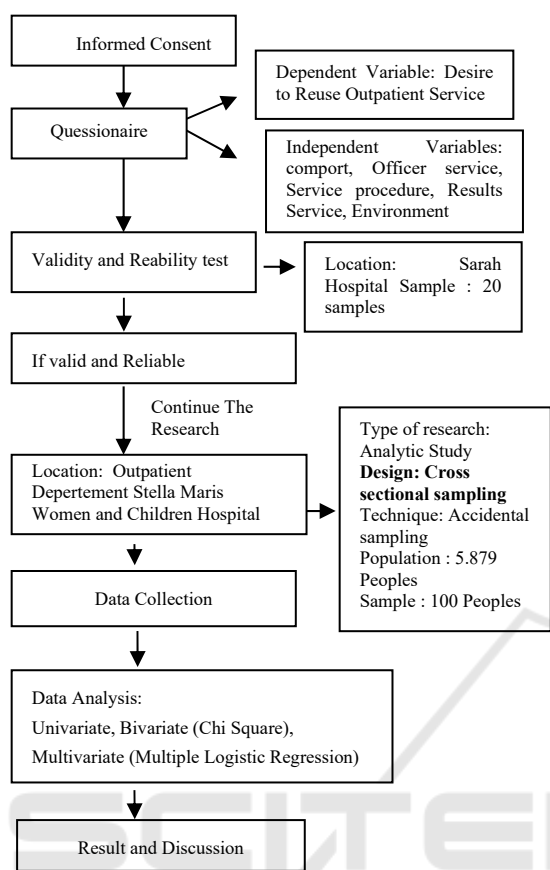 Informed Consent
Dependent Variable: Desire
to Reuse Outpatient Service
Quessionaire
Independent Variables:
comport, Officer service,
Service procedure, Results
Service, Environment
Validity and Reability test
Location: Sarah
Hospital Sample : 20
samples
If valid and Reliable
Continue The
Research
Location: Outpatient
Depertement Stella Maris
Women and Children Hospital
Type of research:
Analytic Study
Design: Cross
sectional sampling
Technique: Accidental
sampling
Population : 5.879
Peoples
Sample : 100 Peoples
Data Collection
Data Analysis:
Univariate, Bivariate (Chi Square),
Multivariate (Multiple Logistic Regression)
Result and Discussion